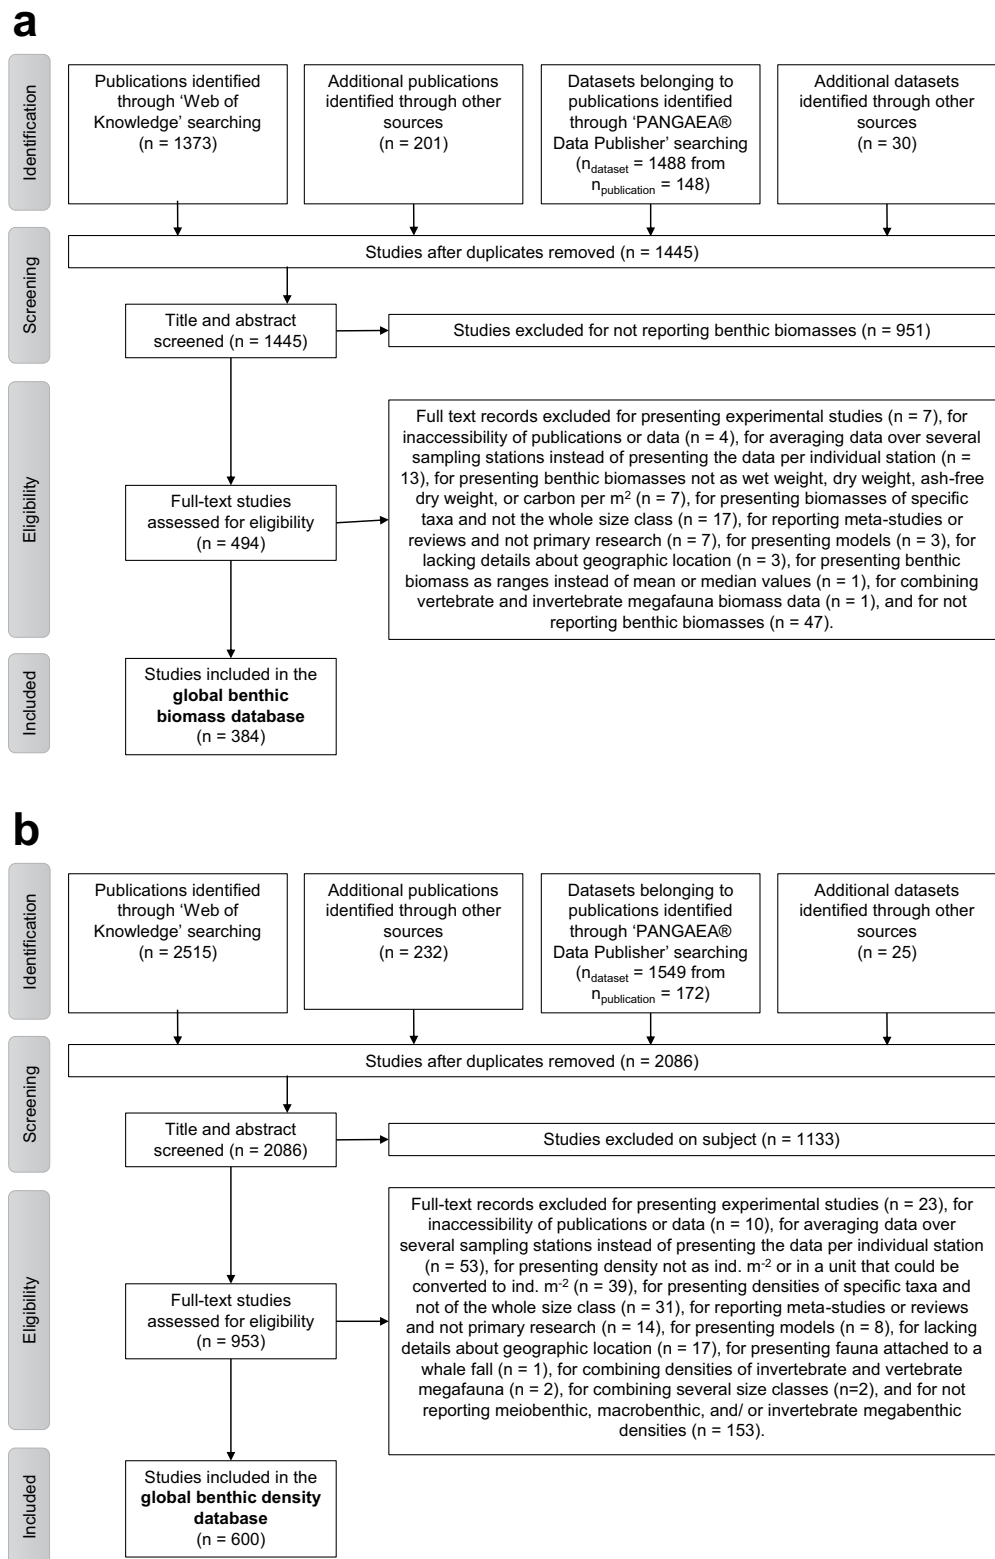 a
Identification
Publications identified
through ‘Web of
Knowledge’ searching
(n = 1373)
Additional publications
identified through other
sources
(n = 201)
Datasets belonging to
publications identified
through ‘PANGAEA®
Data Publisher’ searching
(n_dataset = 1488 from
n_publication = 148)
Additional datasets
identified through other
sources
(n = 30)
Screening
Studies after duplicates removed (n = 1445)
Title and abstract
screened (n = 1445)
Studies excluded for not reporting benthic biomasses (n = 951)
Eligibility
Full-text studies
assessed for eligibility
(n = 494)
Full text records excluded for presenting experimental studies (n = 7), for
inaccessibility of publications or data (n = 4), for averaging data over several
sampling stations instead of presenting the data per individual station (n =
13), for presenting benthic biomasses not as wet weight, dry weight, ash-free
dry weight, or carbon per m² (n = 7), for presenting biomasses of specific
taxa and not the whole size class (n = 17), for reporting meta-studies or
reviews and not primary research (n = 7), for presenting models (n = 3), for
lacking details about geographic location (n = 3), for presenting benthic
biomass as ranges instead of mean or median values (n = 1), for combining
vertebrate and invertebrate megafauna biomass data (n = 1), and for not
reporting benthic biomasses (n = 47).
Included
Studies included in the
global benthic
biomass database
(n = 384)
b
Identification
Publications identified
through ‘Web of
Knowledge’ searching
(n = 2515)
Additional publications
identified through other
sources
(n = 232)
Datasets belonging to
publications identified
through ‘PANGAEA®
Data Publisher’ searching
(n_dataset = 1549 from
n_publication = 172)
Additional datasets
identified through other
sources
(n = 25)
Screening
Studies after duplicates removed (n = 2086)
Title and abstract
screened (n = 2086)
Studies excluded on subject (n = 1133)
Eligibility
Full-text studies
assessed for eligibility
(n = 953)
Full-text records excluded for presenting experimental studies (n = 23), for
inaccessibility of publications or data (n = 10), for averaging data over
several sampling stations instead of presenting the data per individual station
(n = 53), for presenting density not as ind. m⁻² or in a unit that could be
converted to ind. m⁻² (n = 39), for presenting densities of specific taxa and
not of the whole size class (n = 31), for reporting meta-studies or reviews
and not primary research (n = 14), for presenting models (n = 8), for lacking
details about geographic location (n = 17), for presenting fauna attached to a
whale fall (n = 1), for combining densities of invertebrate and vertebrate
megafauna (n = 2), for combining several size classes (n=2), and for not
reporting meiobenthic, macrobenthic, and/ or invertebrate megabenthic
densities (n = 153).
Included
Studies included in the
global benthic density
database
(n = 600)